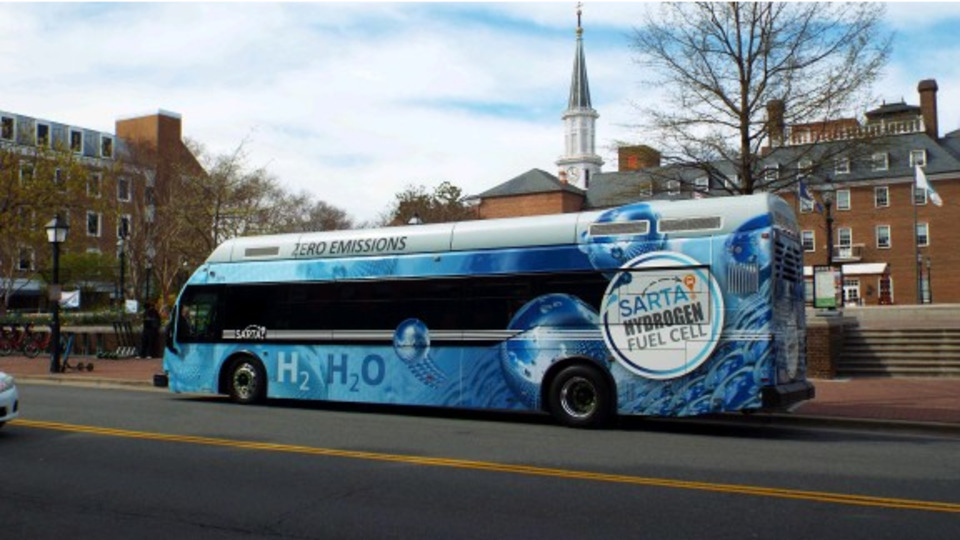 ZERO EMISSIONS
SARTA
HYDROGEN
FUEL CELL
SARTA
H₂ H₂O